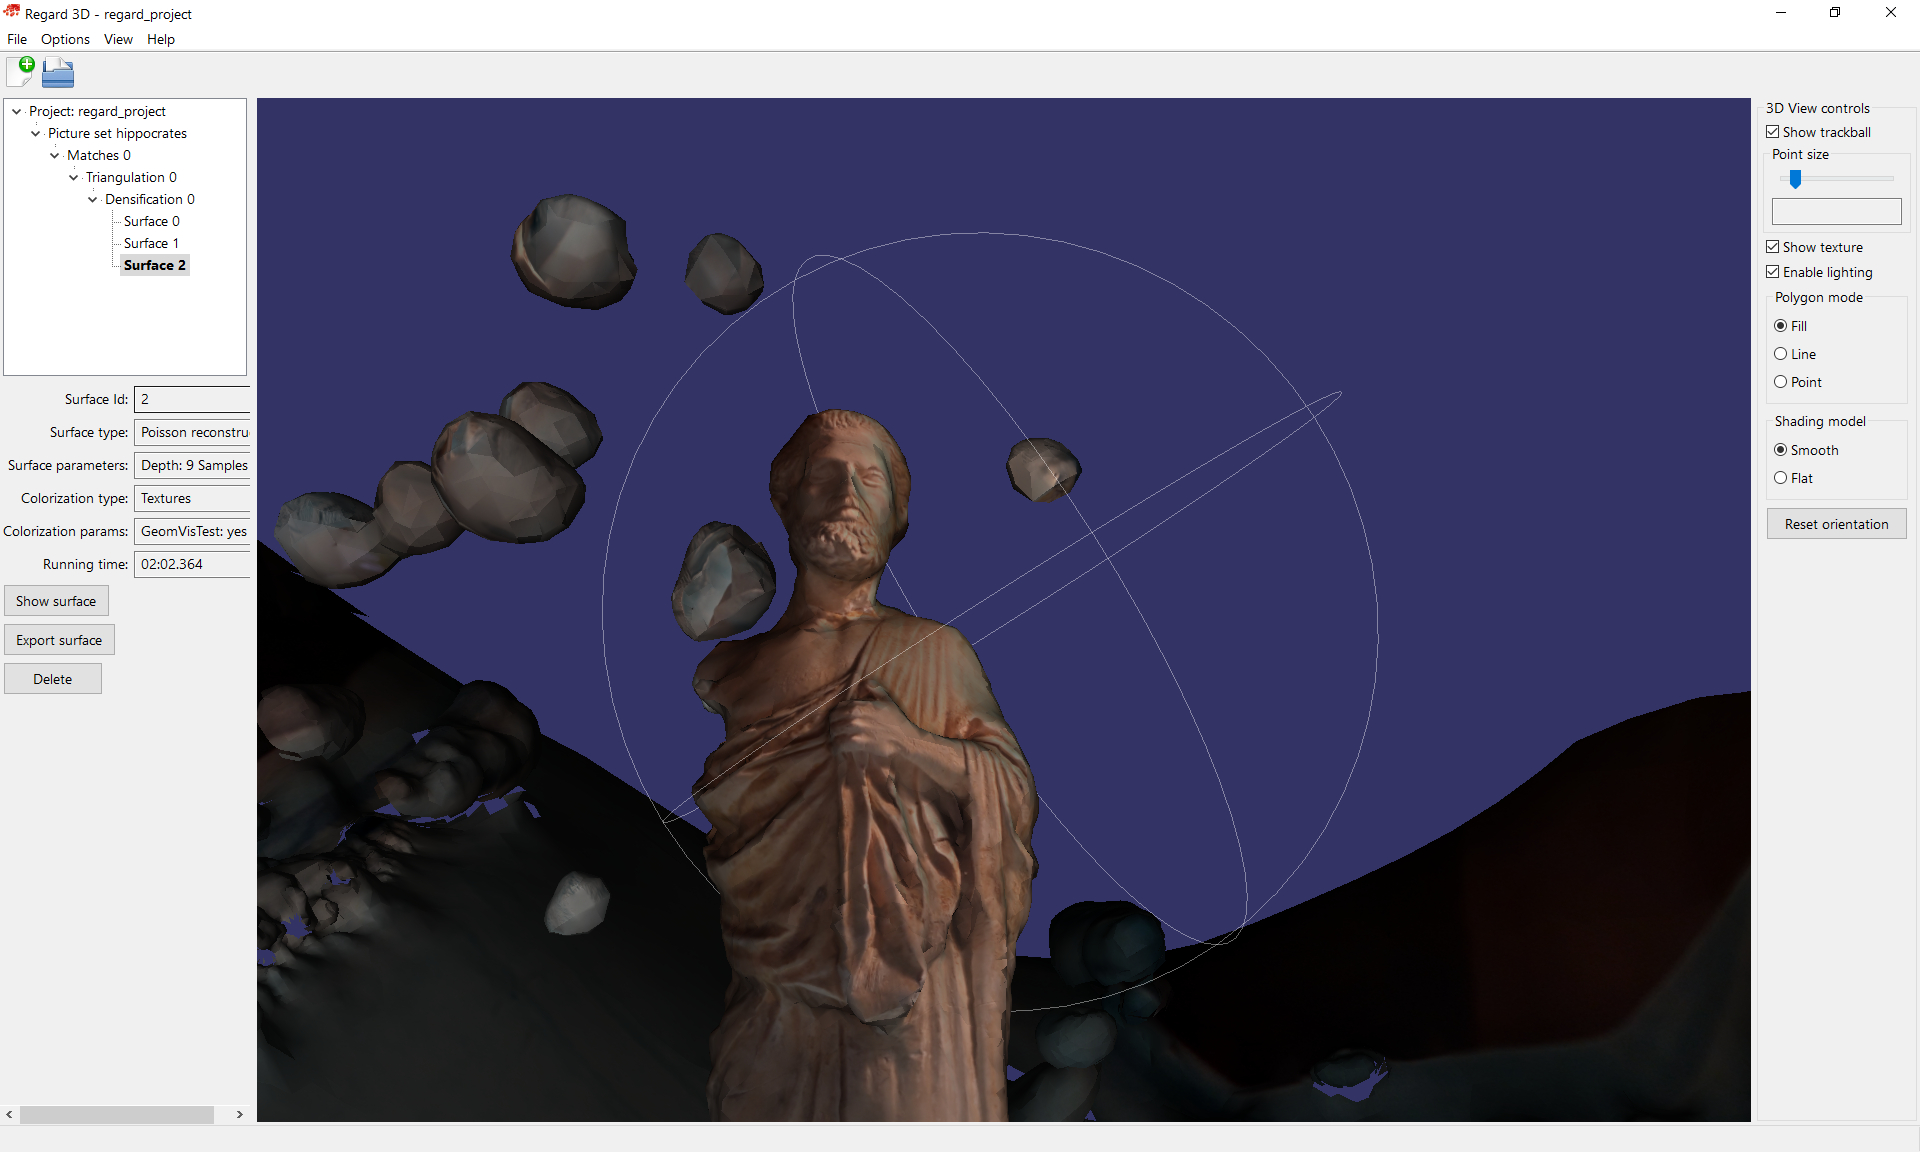 Regard 3D - regard_project
File Options View Help
Project: regard_project
Picture set hippocrates
Matches 0
Triangulation 0
Densification 0
Surface 0
Surface 1
Surface 2
Surface Id: 2
Surface type: Poisson reconstru
Surface parameters: Depth: 9 Samples
Colorization type: Textures
Colorization params: GeomVisTest: yes
Running time: 02:02.364
Show surface
Export surface
Delete
3D View controls
Show trackball
Point size
Show texture
Enable lighting
Polygon mode
Fill
Line
Point
Shading model
Smooth
Flat
Reset orientation